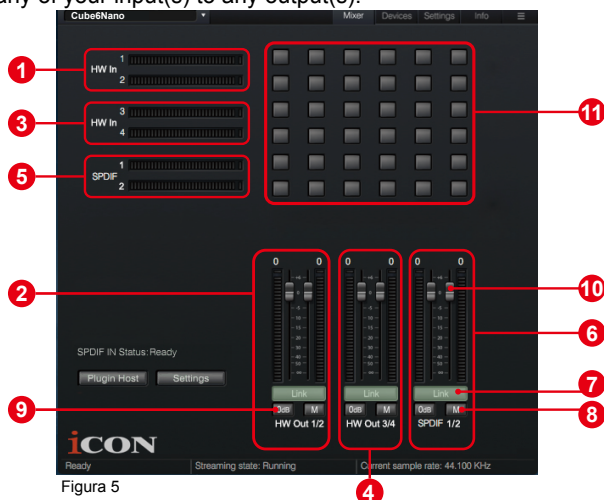 any of your input(s) to any output(s).
Cube6Nano ▼ Mixer Devices Settings Info ≡
1
HW In
2
1
3
HW In
4
3
1
SPDIF
2
5
11
0 0 0 0 0 0
2
10
6
SPDIF IN Status: Ready
Plugin Host Settings
Link Link Link
7
9
0dB M 0dB M 0dB M
8
HW Out 1/2 HW Out 3/4 SPDIF 1/2
iCON
Ready Streaming state: Running Current sample rate: 44.100 KHz
Figura 5
4